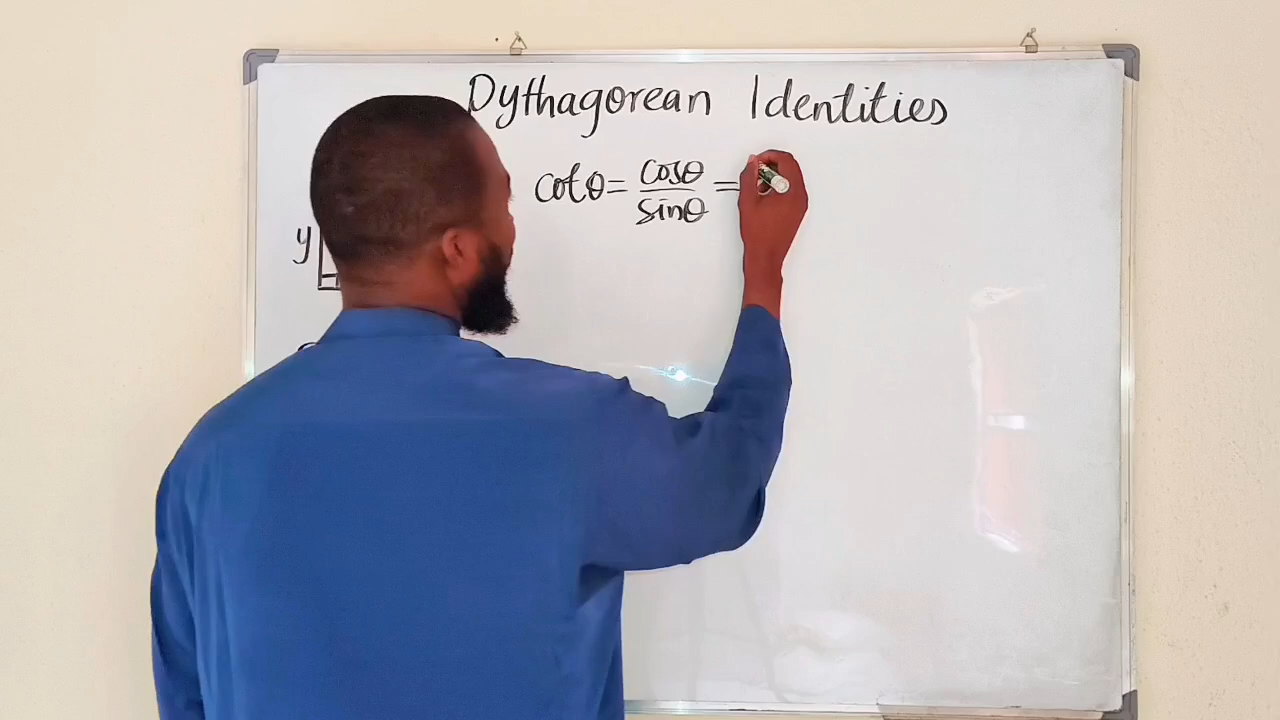 Pythagorean Identities
cotθ = cosθ/sinθ =
y